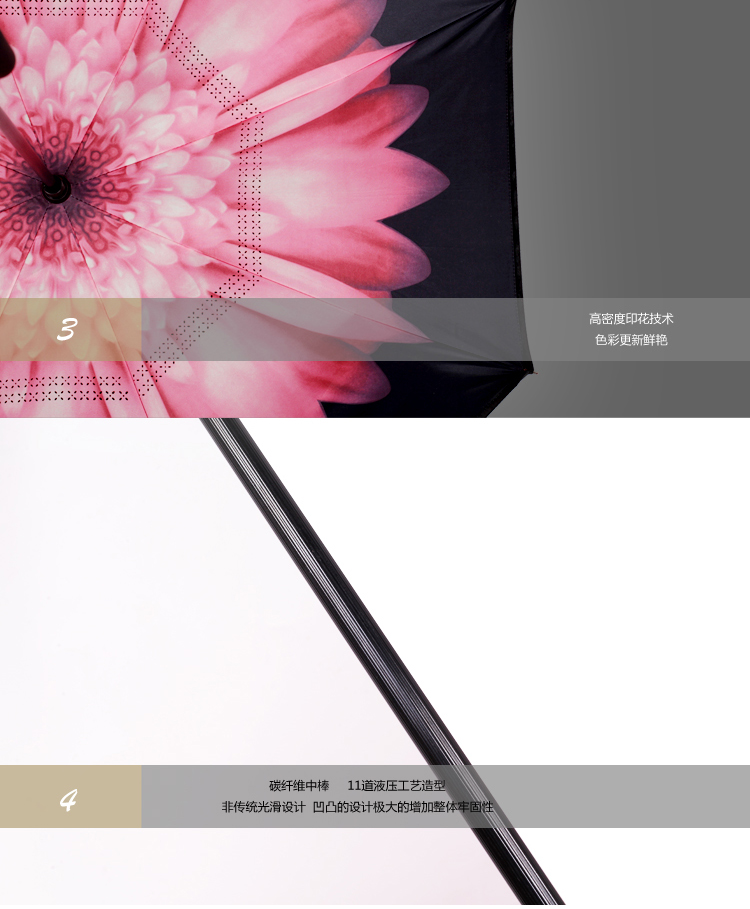 3
高密度印花技术
色彩更新鲜艳
4
碳纤维中棒 11道液压工艺造型
非传统光滑设计 凹凸的设计极大的增加整体牢固性